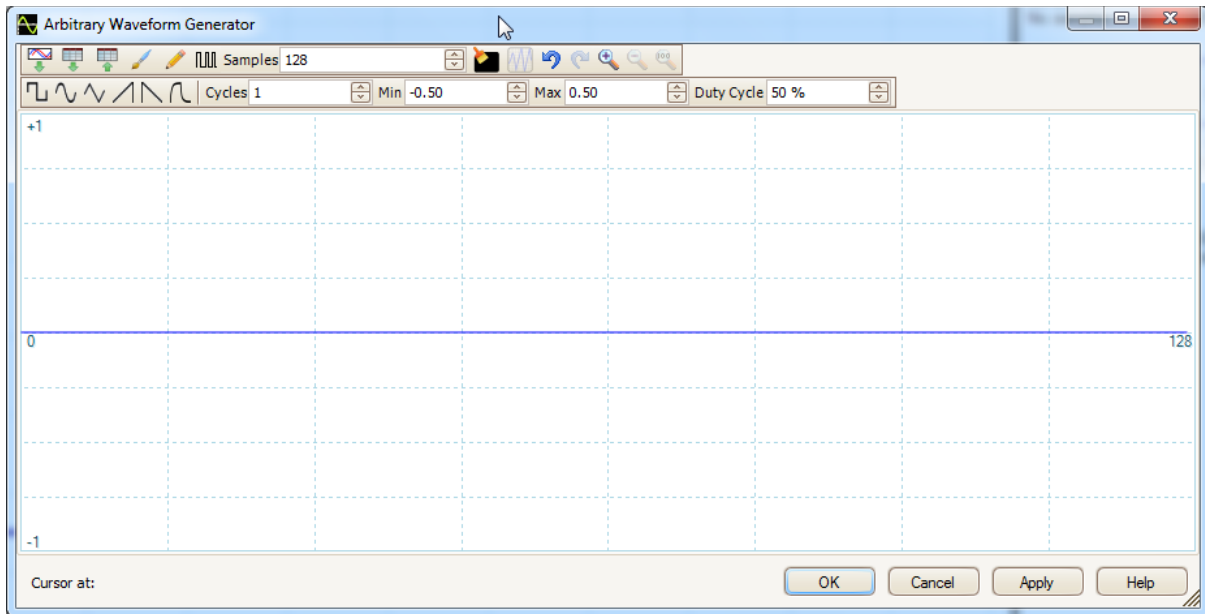 Arbitrary Waveform Generator
Samples 128
Cycles 1 Min -0.50 Max 0.50 Duty Cycle 50 %
+1
0 128
-1
Cursor at: OK Cancel Apply Help